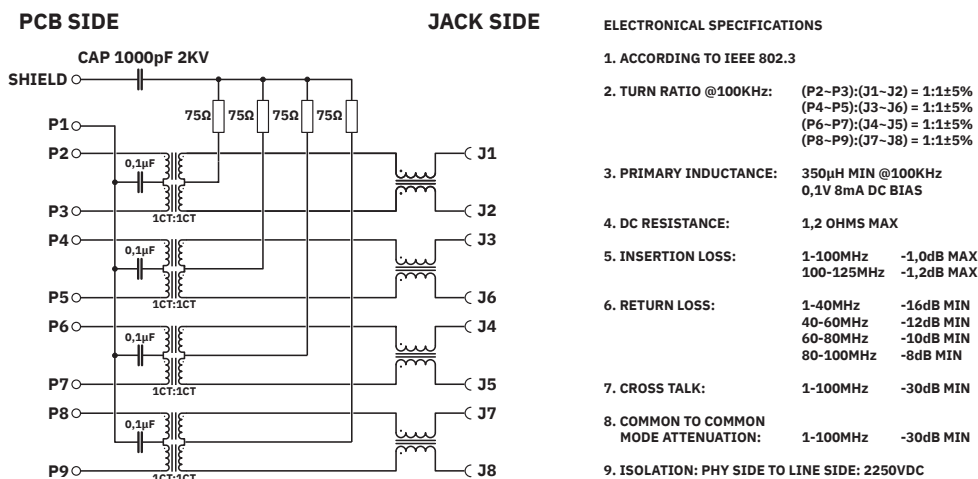 PCB SIDE
JACK SIDE
CAP 1000pF 2KV
SHIELD
75Ω 75Ω 75Ω 75Ω
P1
P2
J1
0,1µF
P3
J2
1CT:1CT
P4
J3
0,1µF
P5
J6
1CT:1CT
P6
J4
0,1µF
P7
J5
1CT:1CT
P8
J7
0,1µF
P9
J8
1CT:1CT
ELECTRONICAL SPECIFICATIONS
1. ACCORDING TO IEEE 802.3
2. TURN RATIO @100KHz: (P2~P3):(J1~J2) = 1:1±5%
(P4~P5):(J3~J6) = 1:1±5%
(P6~P7):(J4~J5) = 1:1±5%
(P8~P9):(J7~J8) = 1:1±5%
3. PRIMARY INDUCTANCE: 350µH MIN @100KHz
0,1V 8mA DC BIAS
4. DC RESISTANCE: 1,2 OHMS MAX
5. INSERTION LOSS: 1-100MHz -1,0dB MAX
100-125MHz -1,2dB MAX
6. RETURN LOSS: 1-40MHz -16dB MIN
40-60MHz -12dB MIN
60-80MHz -10dB MIN
80-100MHz -8dB MIN
7. CROSS TALK: 1-100MHz -30dB MIN
8. COMMON TO COMMON
MODE ATTENUATION: 1-100MHz -30dB MIN
9. ISOLATION: PHY SIDE TO LINE SIDE: 2250VDC